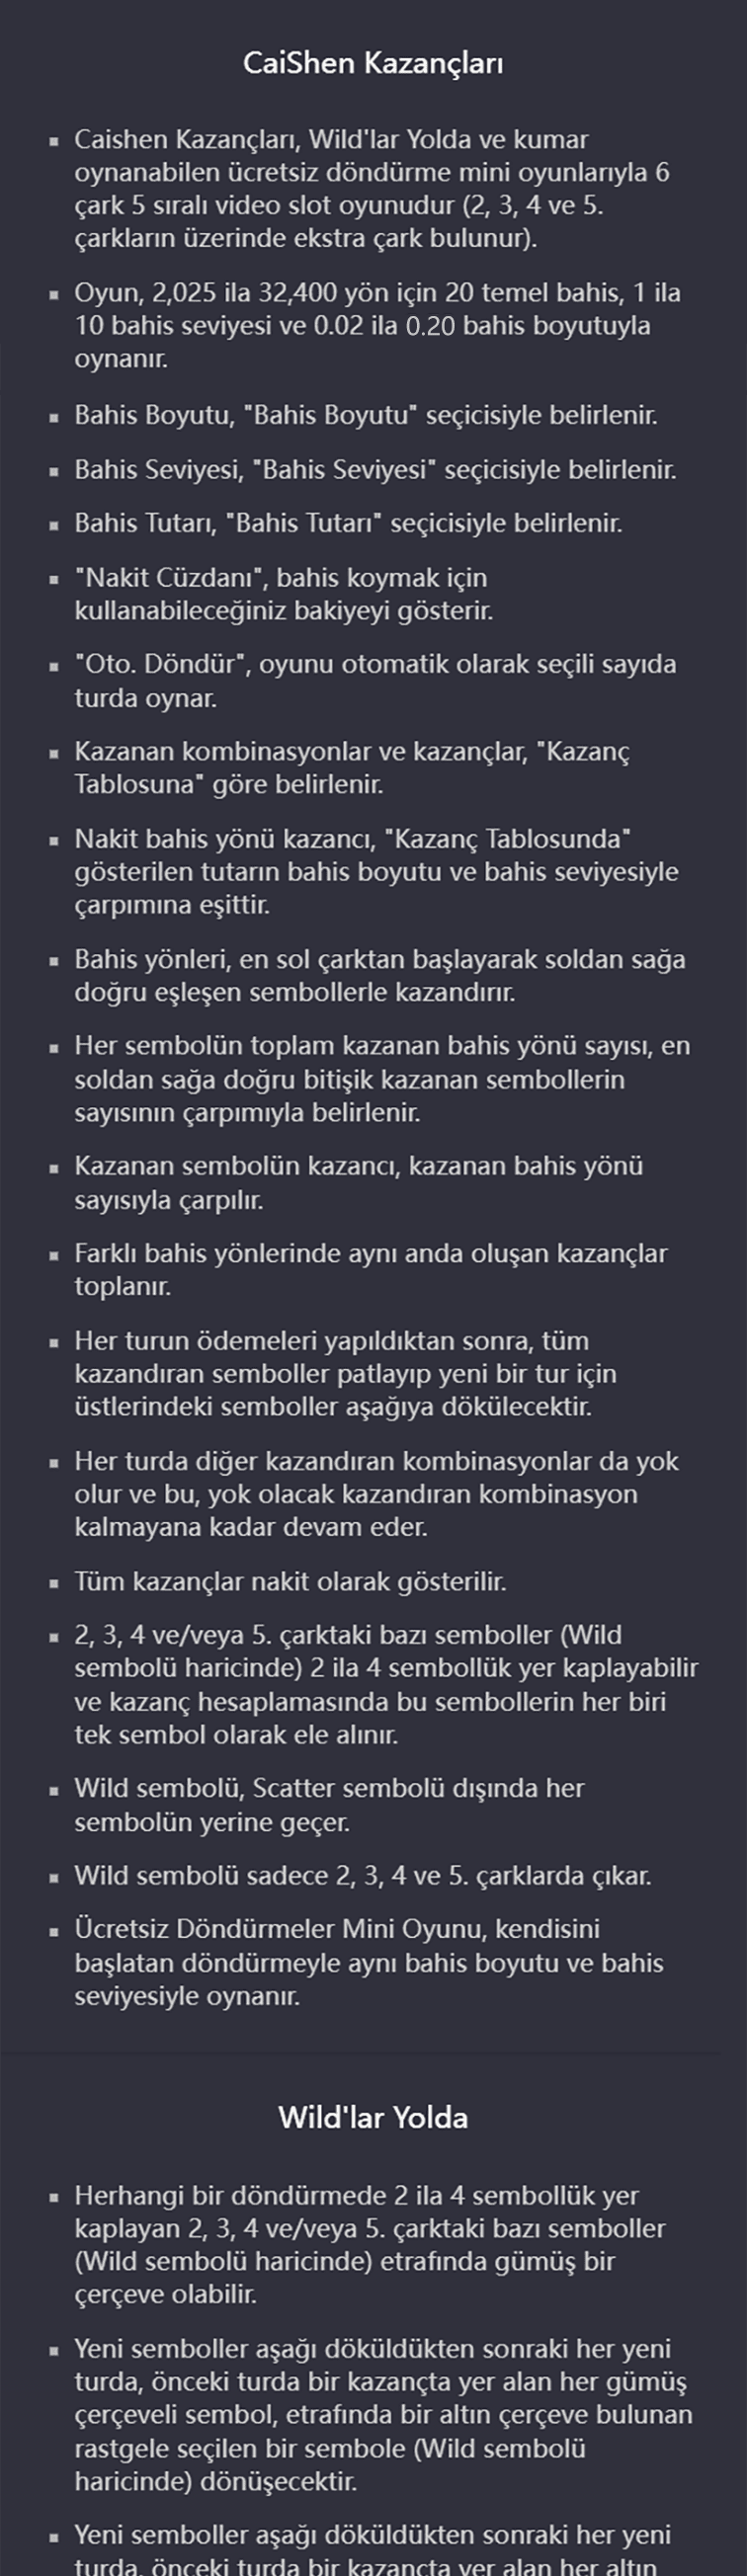 CaiShen Kazançları
▪ Caishen Kazançları, Wild'lar Yolda ve kumar
oynanabilen ücretsiz döndürme mini oyunlarıyla 6
çark 5 sıralı video slot oyunudur (2, 3, 4 ve 5.
çarkların üzerinde ekstra çark bulunur).
▪ Oyun, 2,025 ila 32,400 yön için 20 temel bahis, 1 ila
10 bahis seviyesi ve 0.02 ila 0.20 bahis boyutuyla
oynanır.
▪ Bahis Boyutu, "Bahis Boyutu" seçicisiyle belirlenir.
▪ Bahis Seviyesi, "Bahis Seviyesi" seçicisiyle belirlenir.
▪ Bahis Tutarı, "Bahis Tutarı" seçicisiyle belirlenir.
▪ "Nakit Cüzdanı", bahis koymak için
kullanabileceğiniz bakiyeyi gösterir.
▪ "Oto. Döndür", oyunu otomatik olarak seçili sayıda
turda oynar.
▪ Kazanan kombinasyonlar ve kazançlar, "Kazanç
Tablosuna" göre belirlenir.
▪ Nakit bahis yönü kazancı, "Kazanç Tablosunda"
gösterilen tutarın bahis boyutu ve bahis seviyesiyle
çarpımına eşittir.
▪ Bahis yönleri, en sol çarktan başlayarak soldan sağa
doğru eşleşen sembollerle kazandırır.
▪ Her sembolün toplam kazanan bahis yönü sayısı, en
soldan sağa doğru bitişik kazanan sembollerin
sayısının çarpımıyla belirlenir.
▪ Kazanan sembolün kazancı, kazanan bahis yönü
sayısıyla çarpılır.
▪ Farklı bahis yönlerinde aynı anda oluşan kazançlar
toplanır.
▪ Her turun ödemeleri yapıldıktan sonra, tüm
kazandıran semboller patlayıp yeni bir tur için
üstlerindeki semboller aşağıya dökülecektir.
▪ Her turda diğer kazandıran kombinasyonlar da yok
olur ve bu, yok olacak kazandıran kombinasyon
kalmayana kadar devam eder.
▪ Tüm kazançlar nakit olarak gösterilir.
▪ 2, 3, 4 ve/veya 5. çarktaki bazı semboller (Wild
sembolü haricinde) 2 ila 4 sembollük yer kaplayabilir
ve kazanç hesaplamasında bu sembollerin her biri
tek sembol olarak ele alınır.
▪ Wild sembolü, Scatter sembolü dışında her
sembolün yerine geçer.
▪ Wild sembolü sadece 2, 3, 4 ve 5. çarklarda çıkar.
▪ Ücretsiz Döndürmeler Mini Oyunu, kendisini
başlatan döndürmeyle aynı bahis boyutu ve bahis
seviyesiyle oynanır.
Wild'lar Yolda
▪ Herhangi bir döndürmede 2 ila 4 sembollük yer
kaplayan 2, 3, 4 ve/veya 5. çarktaki bazı semboller
(Wild sembolü haricinde) etrafında gümüş bir
çerçeve olabilir.
▪ Yeni semboller aşağı döküldükten sonraki her yeni
turda, önceki turda bir kazançta yer alan her gümüş
çerçeveli sembol, etrafında bir altın çerçeve bulunan
rastgele seçilen bir sembole (Wild sembolü
haricinde) dönüşecektir.
▪ Yeni semboller aşağı döküldükten sonraki her yeni
turda, önceki turda bir kazançta yer alan her altın